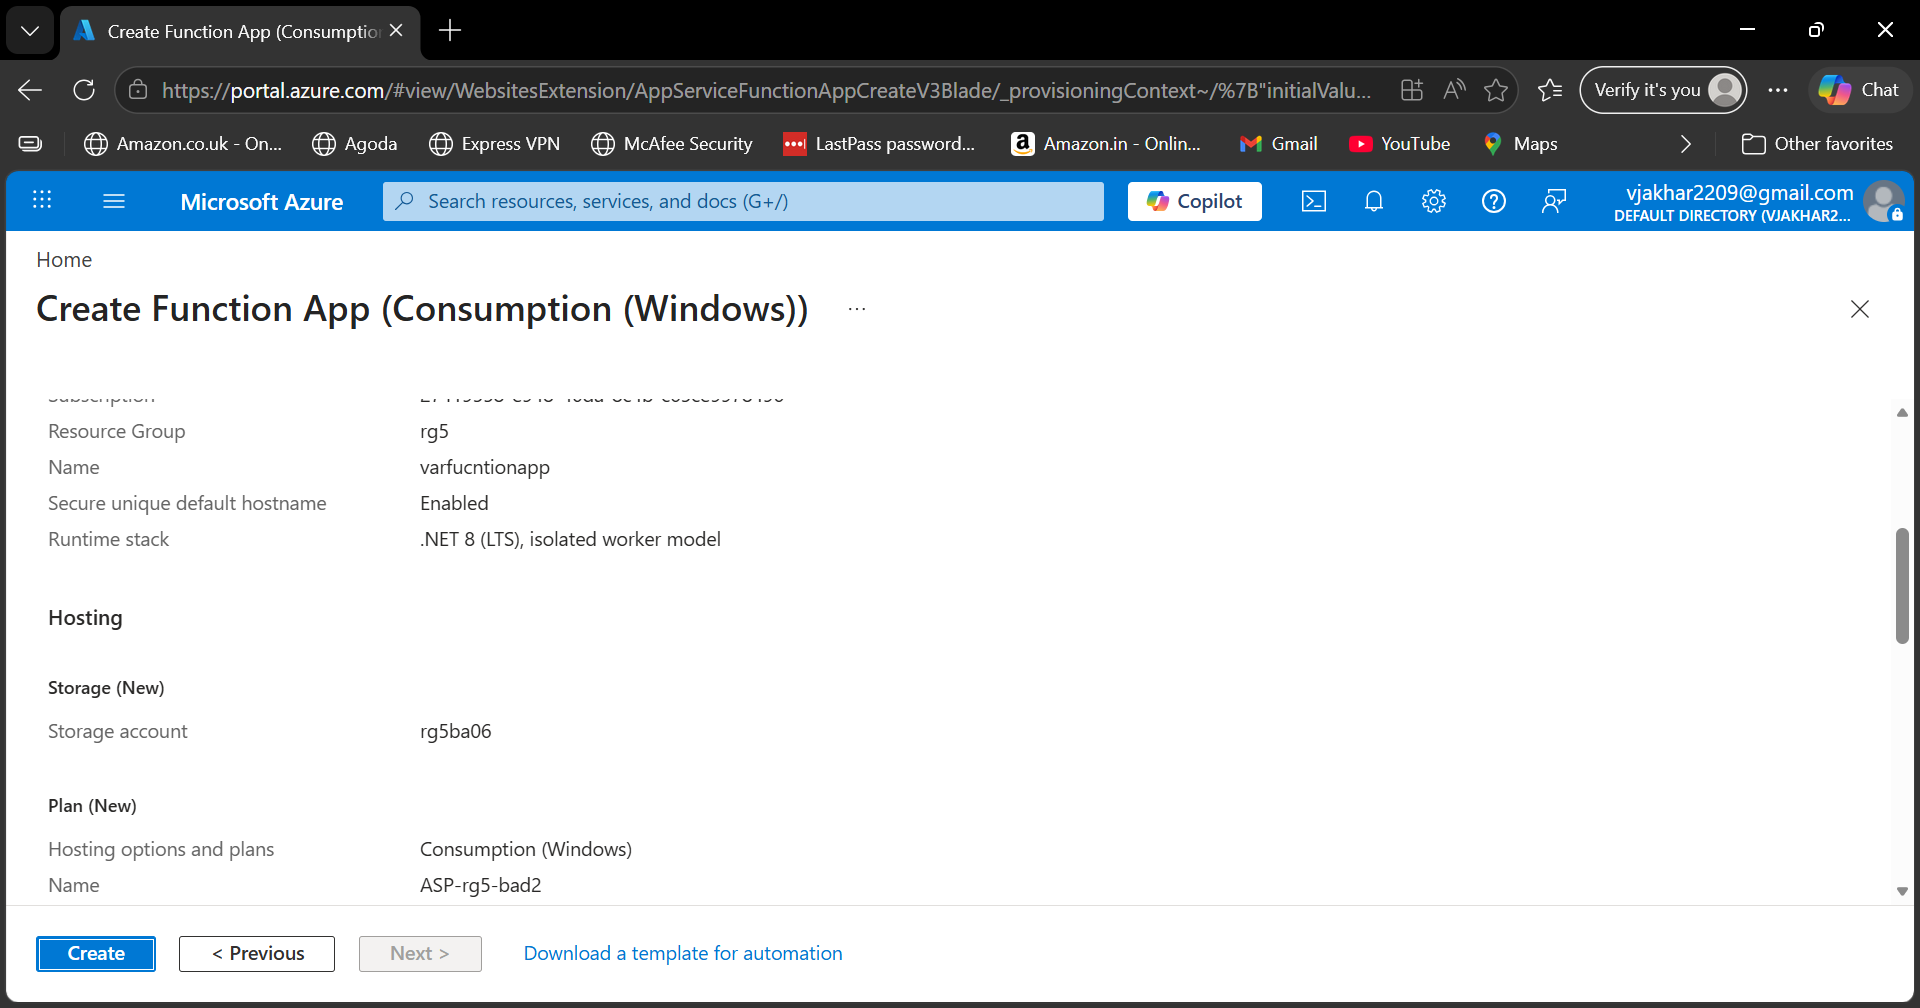 Create Function App (Consumptio
https://portal.azure.com/#view/WebsitesExtension/AppServiceFunctionAppCreateV3Blade/_provisioningContext~/%7B"initialValu...
Verify it's you
Chat
Amazon.co.uk - On...
Agoda
Express VPN
McAfee Security
LastPass password...
Amazon.in - Onlin...
Gmail
YouTube
Maps
Other favorites
Microsoft Azure
Search resources, services, and docs (G+/)
Copilot
vjakhar2209@gmail.com
DEFAULT DIRECTORY (VJAKHAR2...
Home
Create Function App (Consumption (Windows))
...
Subscription
Resource Group rg5
Name varfucntionapp
Secure unique default hostname Enabled
Runtime stack .NET 8 (LTS), isolated worker model
Hosting
Storage (New)
Storage account rg5ba06
Plan (New)
Hosting options and plans Consumption (Windows)
Name ASP-rg5-bad2
Create
< Previous
Next >
Download a template for automation